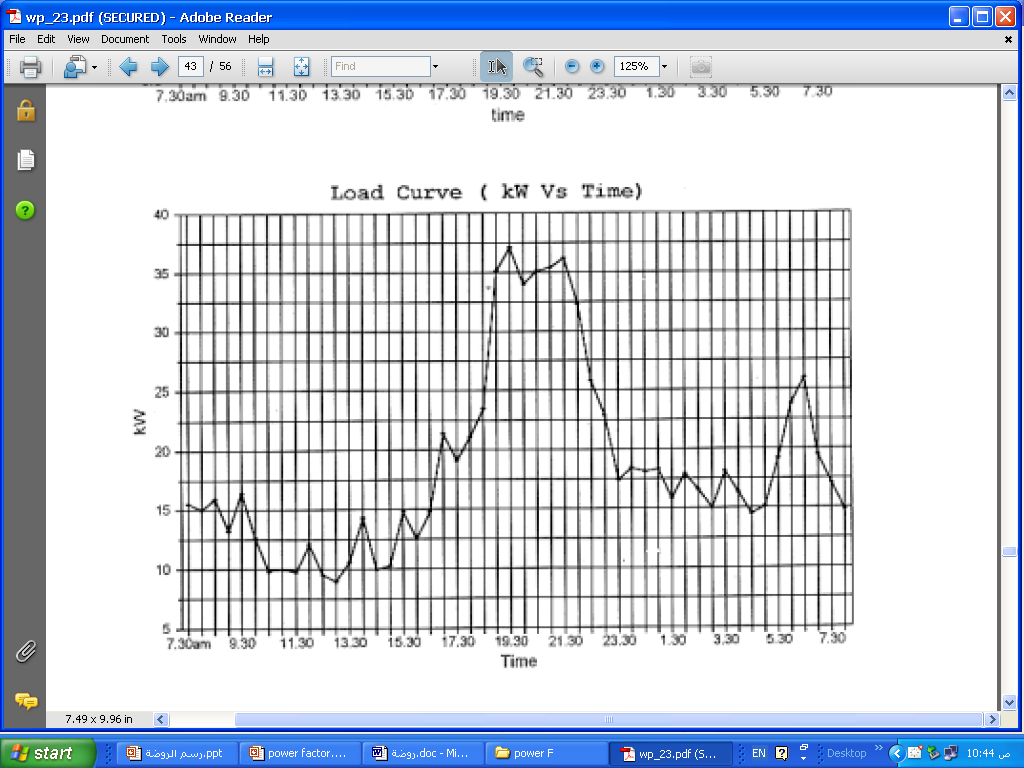 wp_23.pdf (SECURED) - Adobe Reader
File Edit View Document Tools Window Help
43 / 56 Find 125%
7.30am 9.30 11.30 13.30 15.30 17.30 19.30 21.30 23.30 1.30 3.30 5.30 7.30
time
Load Curve ( kW Vs Time)
40
35
30
25
kW
20
15
10
5
7.30am 9.30 11.30 13.30 15.30 17.30 19.30 21.30 23.30 1.30 3.30 5.30 7.30
Time
7.49 x 9.96 in
start رسم الروضة.ppt power factor.... روضة.doc - Mi... power F wp_23.pdf (S... EN Desktop 10:44 ص